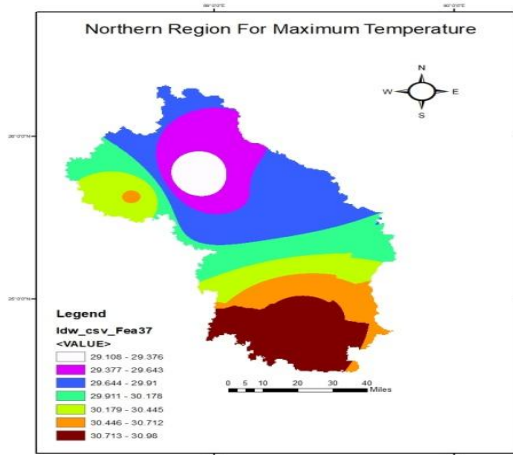 Northern Region For Maximum Temperature
N
W E
S
Legend
Idw_csv_Fea37
<VALUE>
29.108 - 29.376
29.377 - 29.643
29.644 - 29.91
29.911 - 30.178
30.179 - 30.445
30.446 - 30.712
30.713 - 30.98
0 5 10 20 30 40
Miles